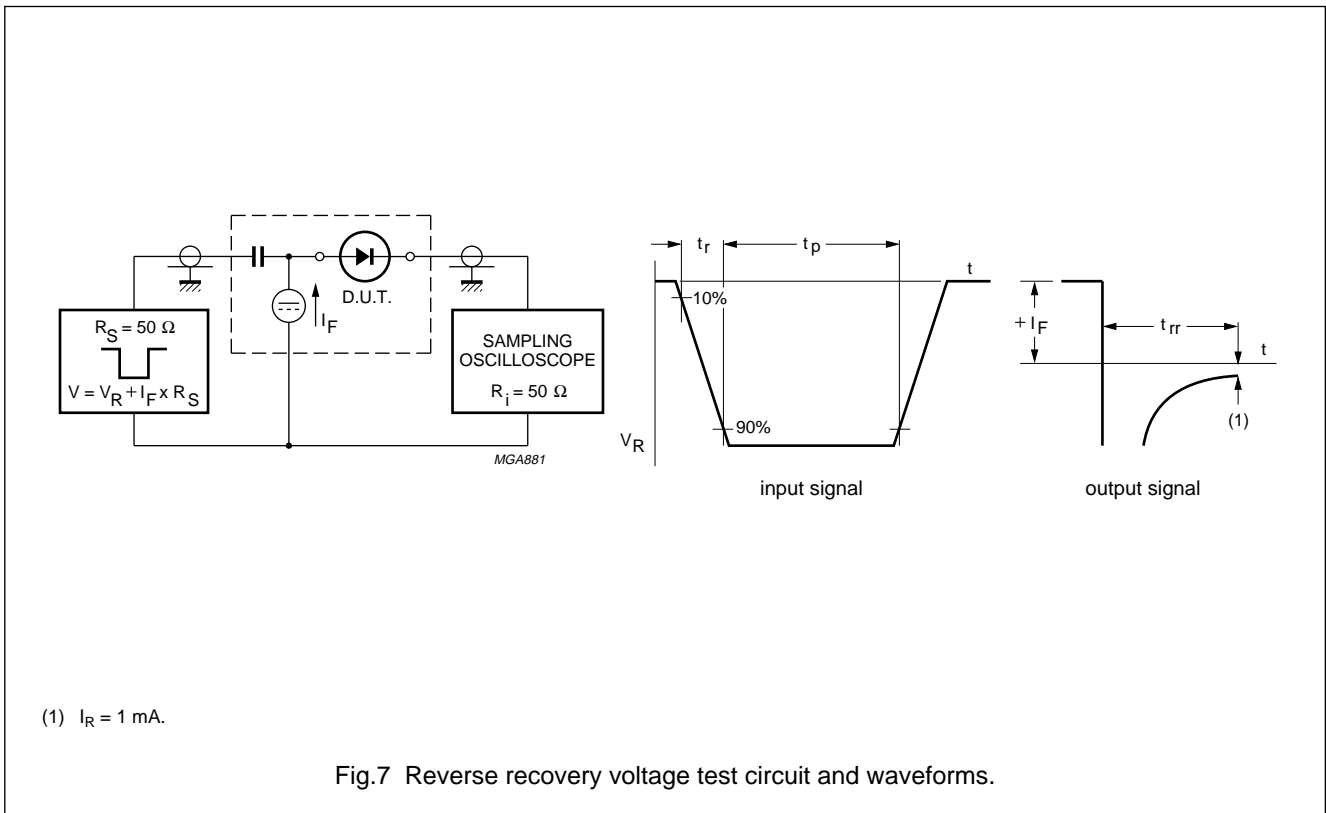 R_S = 50 Ω
V = V_R + I_F x R_S
I_F
D.U.T.
SAMPLING
OSCILLOSCOPE
R_i = 50 Ω
MGA881
t_r
t_p
t
10%
90%
V_R
input signal
+ I_F
t_rr
t
(1)
output signal
(1) I_R = 1 mA.
Fig.7 Reverse recovery voltage test circuit and waveforms.